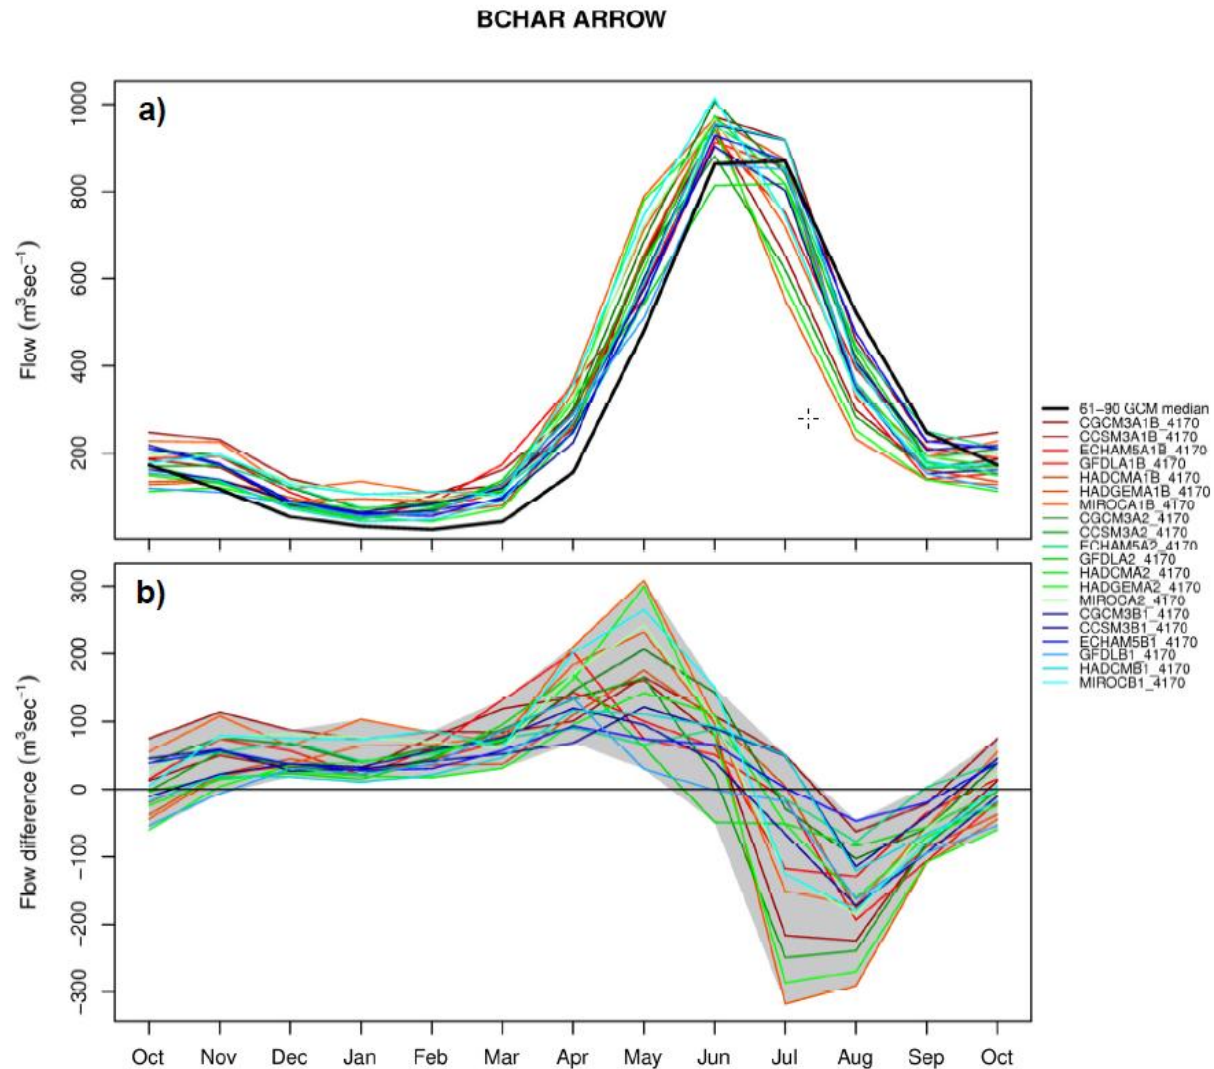 BCHAR ARROW
a)
1000
800
600
400
200
Flow (m³sec⁻¹)
61−90 GCM median
CGCM3A1B_4170
CCSM3A1B_4170
ECHAM5A1B_4170
GFDLA1B_4170
HADCMA1B_4170
HADGEMA1B_4170
MIROCA1B_4170
CGCM3A2_4170
CCSM3A2_4170
ECHAM5A2_4170
GFDLA2_4170
HADCMA2_4170
HADGEMA2_4170
MIROCA2_4170
CGCM3B1_4170
CCSM3B1_4170
ECHAM5B1_4170
GFDLB1_4170
HADCMB1_4170
MIROCB1_4170
b)
300
200
100
0
−100
−200
−300
Flow difference (m³sec⁻¹)
Oct Nov Dec Jan Feb Mar Apr May Jun Jul Aug Sep Oct